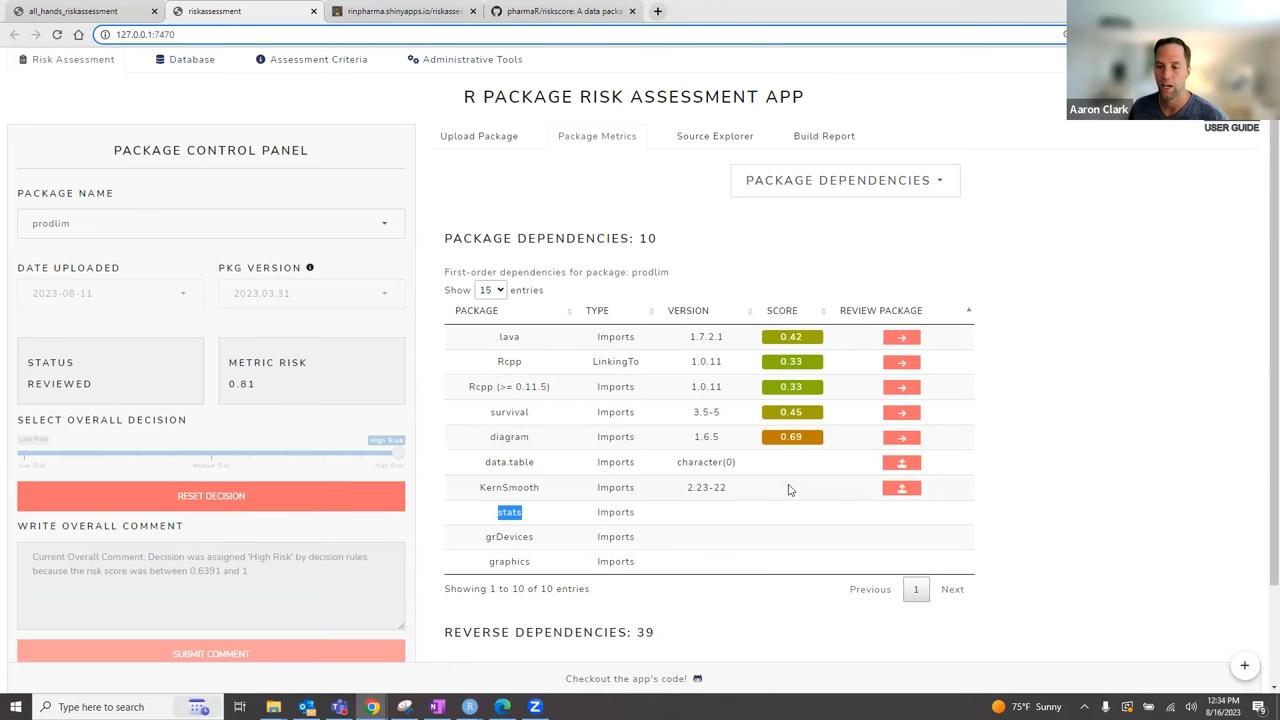 all_hands_riskassessment
riskassessment
rinpharma.shinyapps.io/riskass
pharmaR/riskscore: Data p
127.0.0.1:7470
Risk Assessment
Database
Assessment Criteria
Administrative Tools
Aaron Clark
R PACKAGE RISK ASSESSMENT APP
USER GUIDE
Upload Package
Package Metrics
Source Explorer
Build Report
PACKAGE CONTROL PANEL
PACKAGE NAME
prodlim
DATE UPLOADED
PKG VERSION
2023-08-11
2023.03.31
STATUS
REVIEWED
METRIC RISK
0.81
SELECT OVERALL DECISION
Low Risk
High Risk
Low Risk Medium Risk High Risk
RESET DECISION
WRITE OVERALL COMMENT
Current Overall Comment: Decision was assigned 'High Risk' by decision rules
because the risk score was between 0.6391 and 1
SUBMIT COMMENT
PACKAGE DEPENDENCIES
PACKAGE DEPENDENCIES: 10
First-order dependencies for package: prodlim
Show 15 entries
PACKAGE TYPE VERSION SCORE REVIEW PACKAGE
lava Imports 1.7.2.1 0.42
Rcpp LinkingTo 1.0.11 0.33
Rcpp (>= 0.11.5) Imports 1.0.11 0.33
survival Imports 3.5-5 0.45
diagram Imports 1.6.5 0.69
data.table Imports character(0)
KernSmooth Imports 2.23-22
stats Imports
grDevices Imports
graphics Imports
Showing 1 to 10 of 10 entries
Previous 1 Next
REVERSE DEPENDENCIES: 39
Checkout the app's code!
Type here to search
75°F Sunny
12:34 PM
8/16/2023